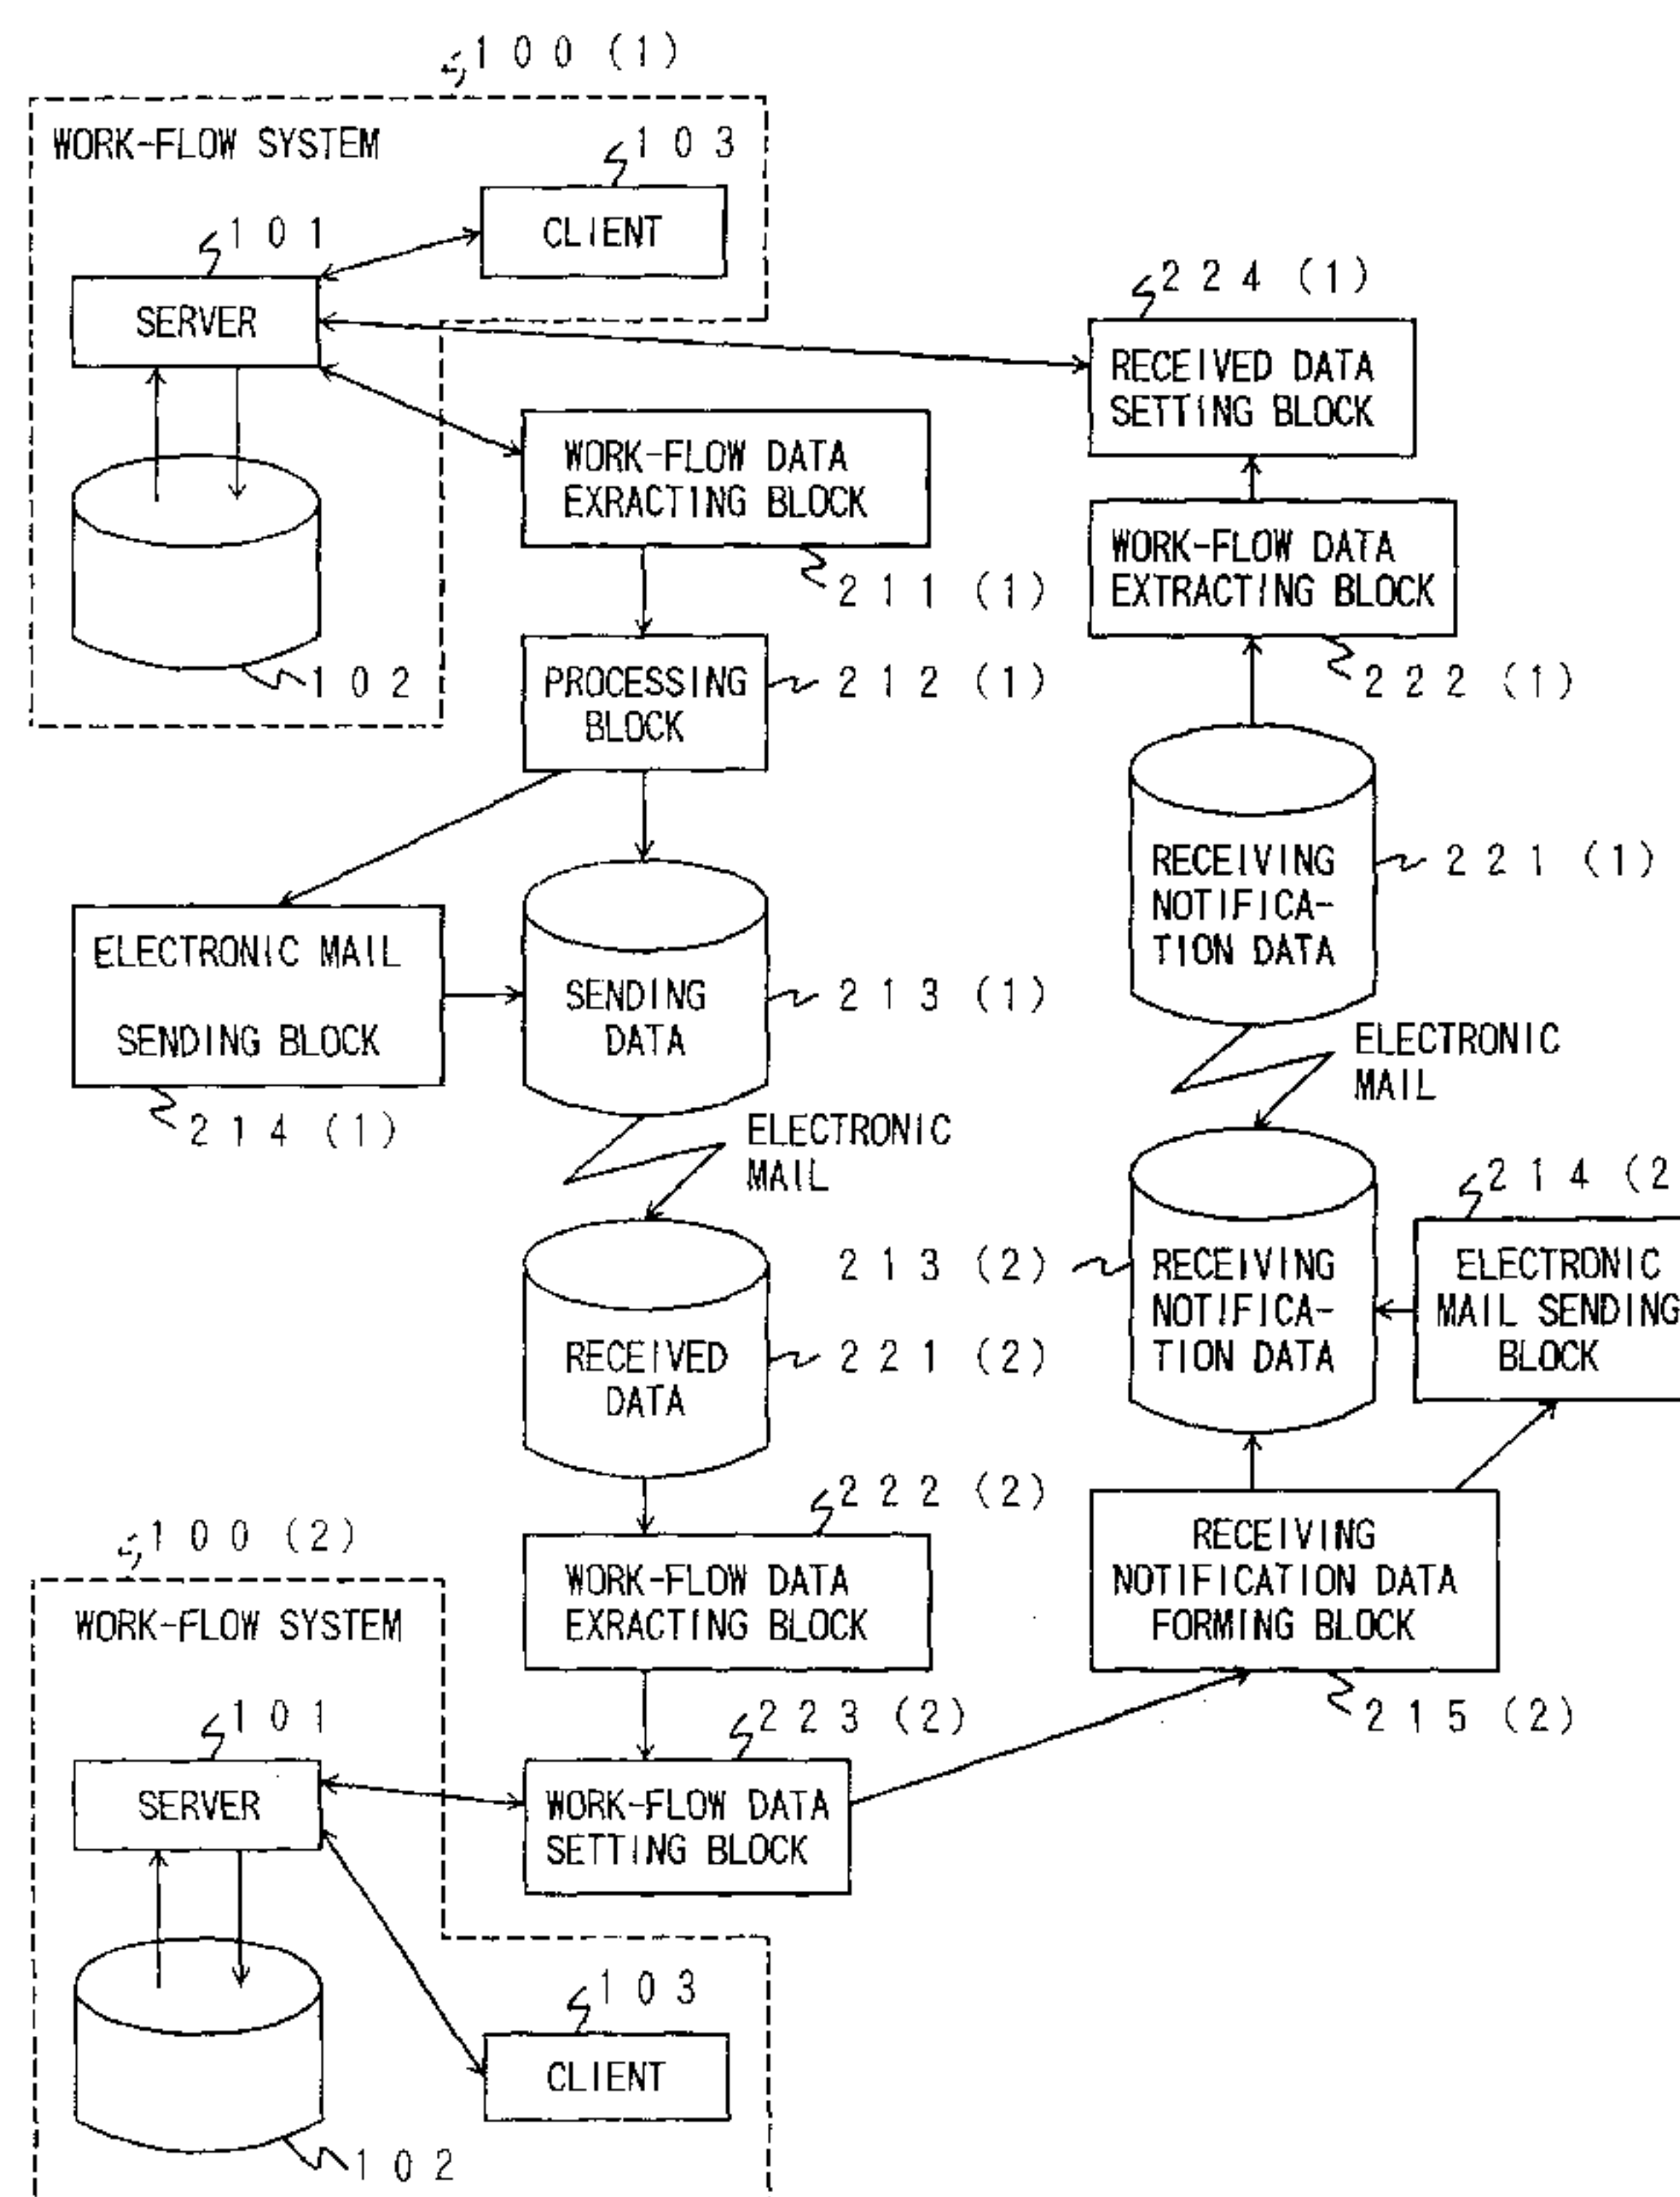 100(1)
WORK-FLOW SYSTEM
103
CLIENT
101
SERVER
102
224(1)
RECEIVED DATA
SETTING BLOCK
WORK-FLOW DATA
EXRACTING BLOCK
211(1)
WORK-FLOW DATA
EXTRACTING BLOCK
222(1)
PROCESSING
BLOCK
212(1)
RECEIVING
NOTIFICA-
TION DATA
221(1)
ELECTRONIC MAIL
SENDING BLOCK
214(1)
SENDING
DATA
213(1)
ELECTRONIC
MAIL
ELECTRONIC
MAIL
RECEIVED
DATA
221(2)
213(2)
RECEIVING
NOTIFICA-
TION DATA
214(2
ELECTRONIC
MAIL SENDING
BLOCK
222(2)
WORK-FLOW DATA
EXRACTING BLOCK
RECEIVING
NOTIFICATION DATA
FORMING BLOCK
215(2)
100(2)
WORK-FLOW SYSTEM
101
SERVER
223(2)
WORK-FLOW DATA
SETTING BLOCK
103
CLIENT
102